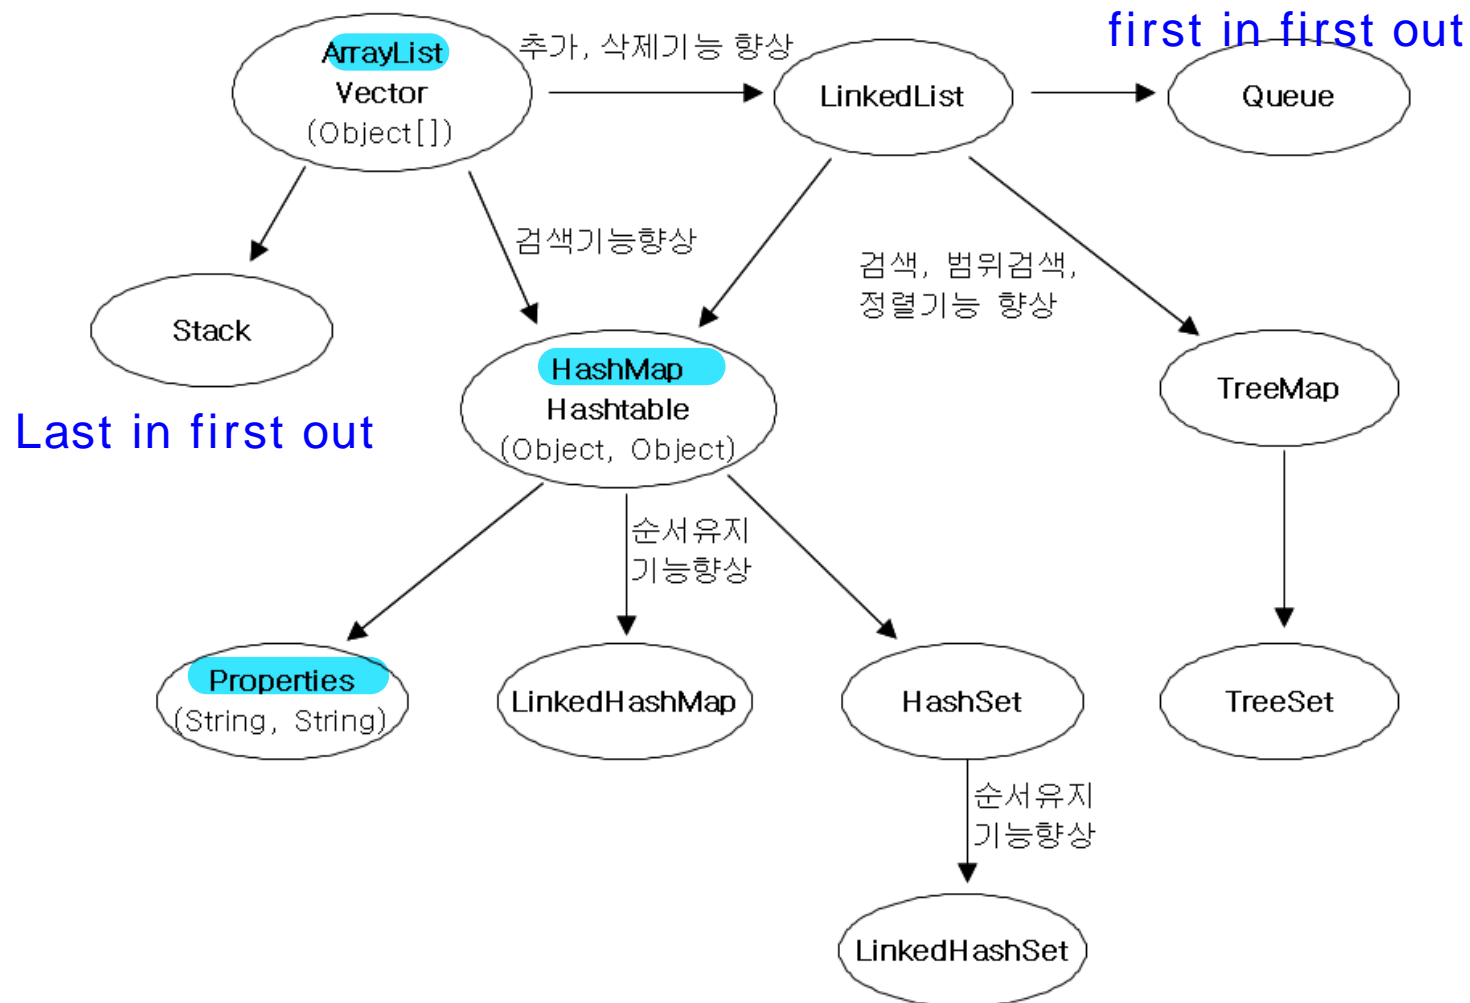 first in first out
ArrayList
Vector
(Object[])
추가, 삭제기능 향상
LinkedList
Queue
검색기능향상
검색, 범위검색,
정렬기능 향상
Stack
Last in first out
HashMap
Hashtable
(Object, Object)
TreeMap
순서유지
기능향상
Properties
(String, String)
LinkedHashMap
HashSet
TreeSet
순서유지
기능향상
LinkedHashSet